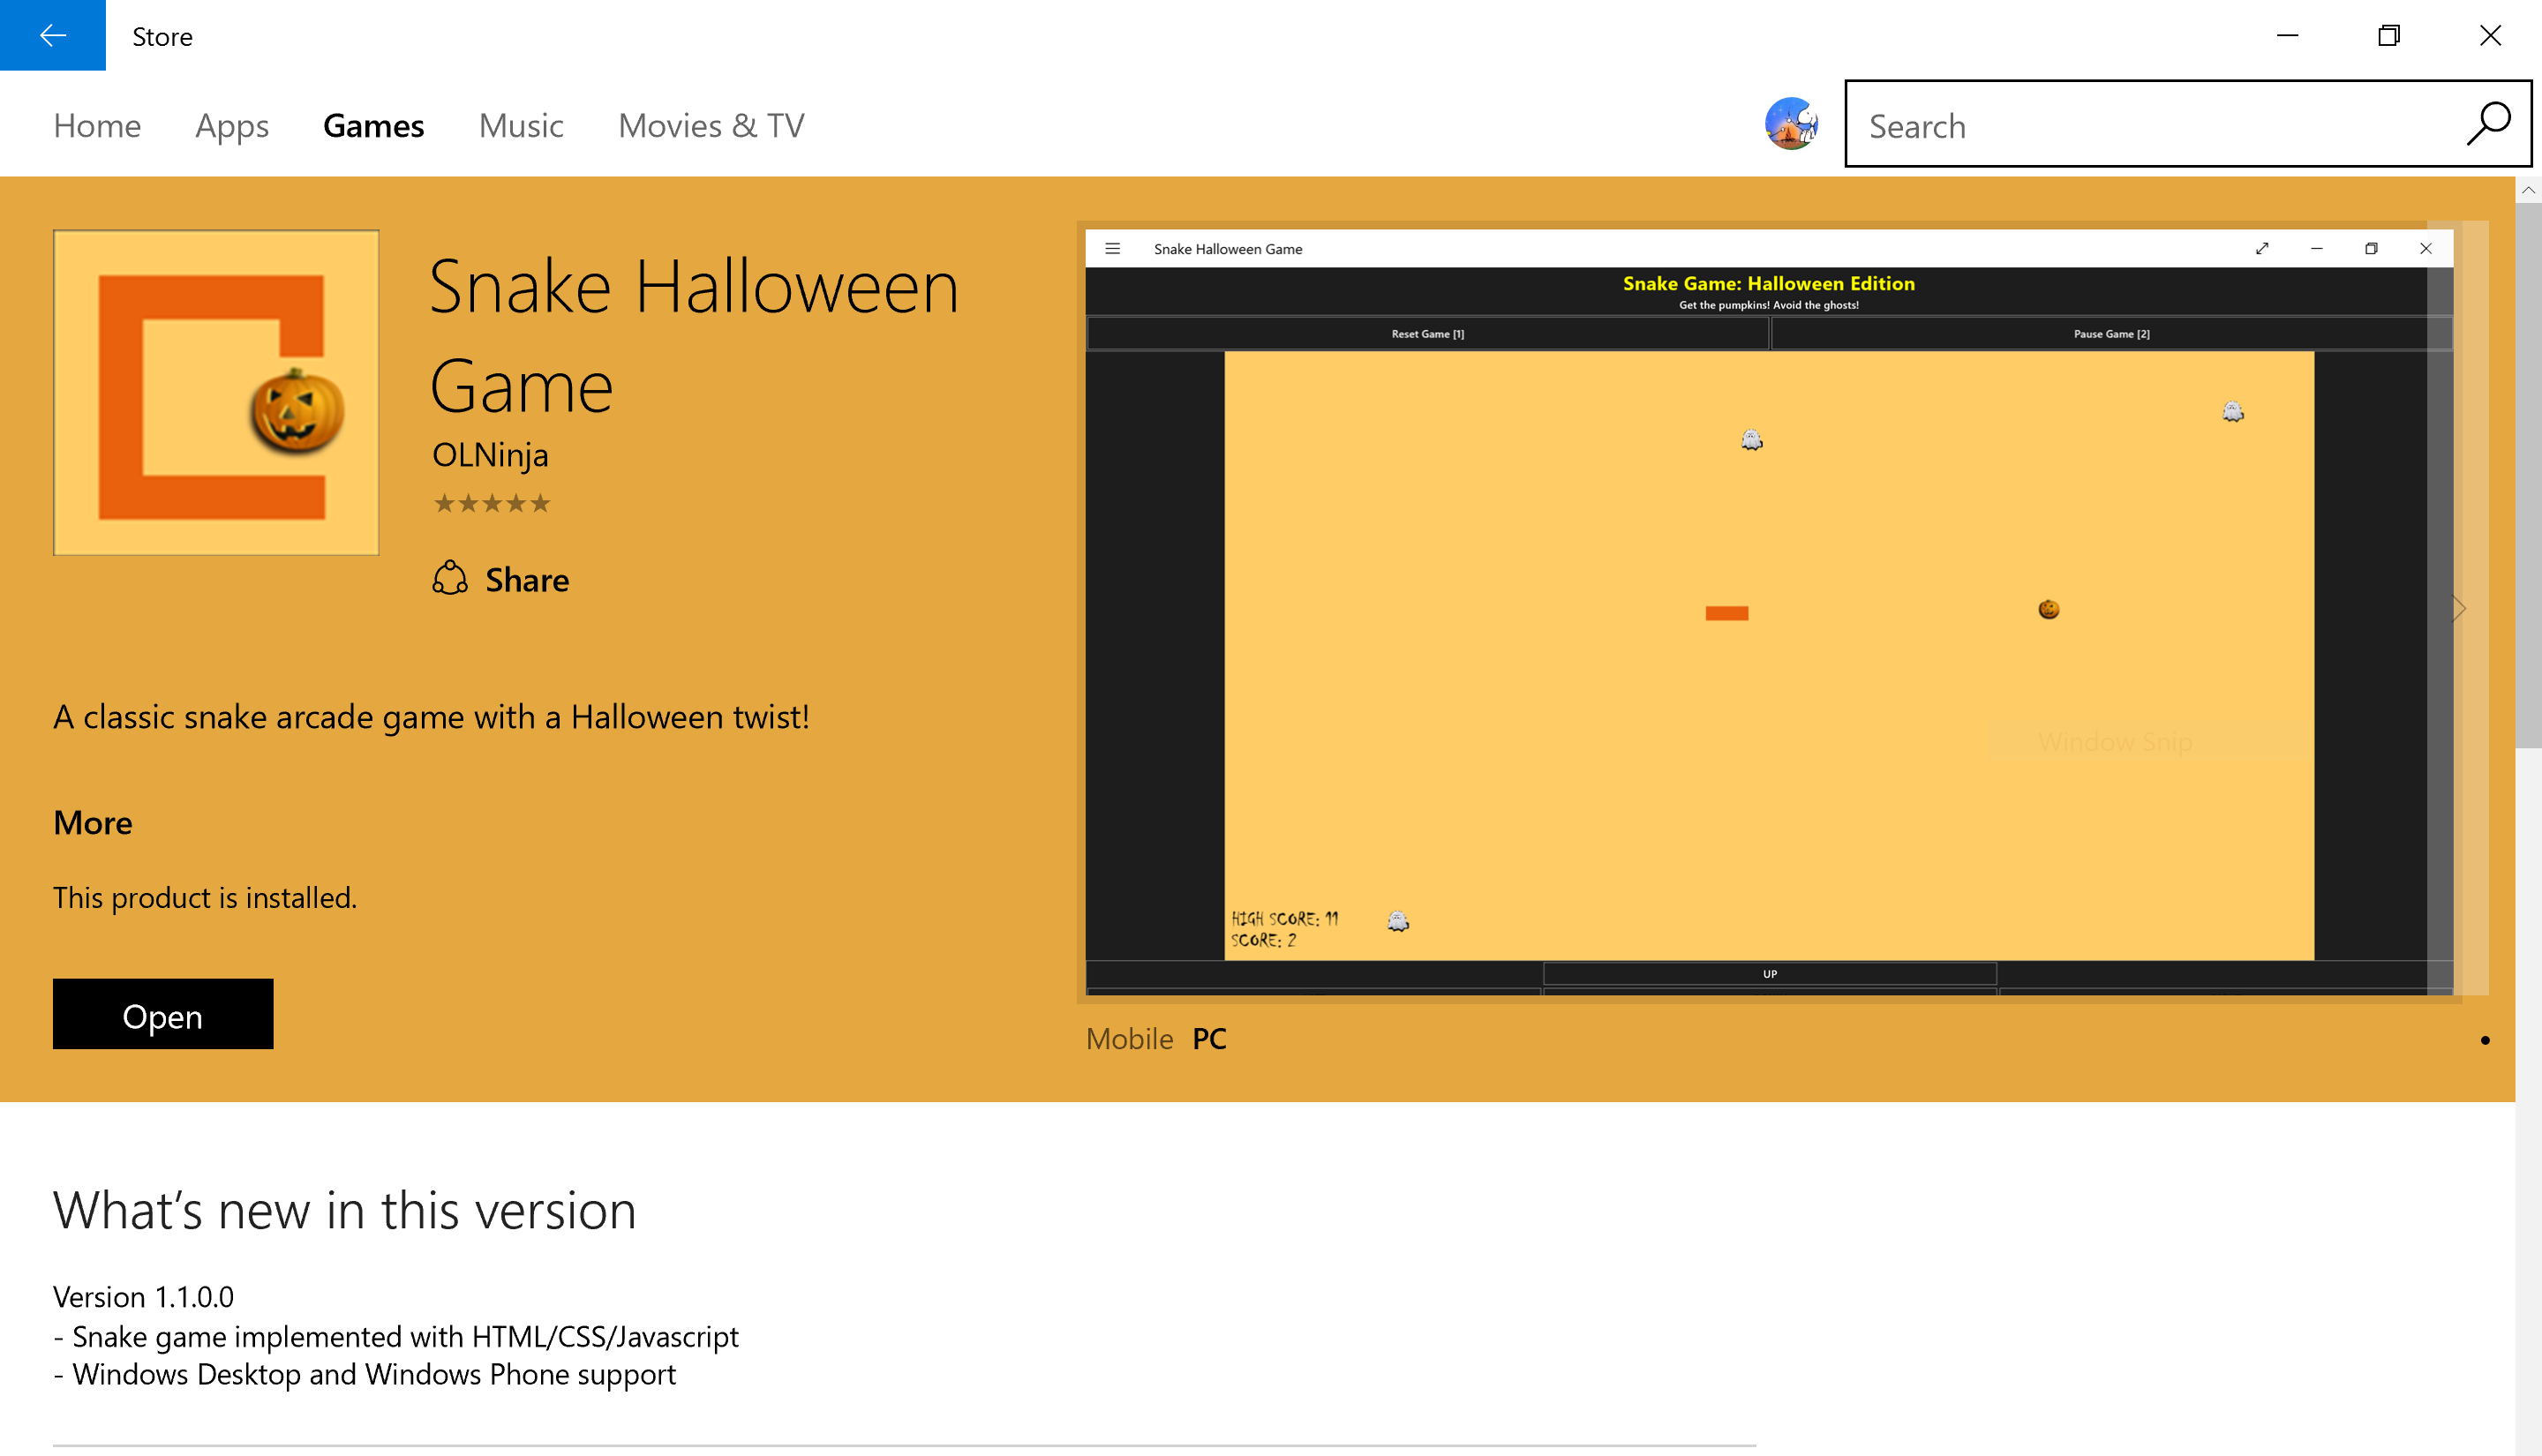 Store
Home Apps Games Music Movies & TV
Search
Snake Halloween
Game
OLNinja
Share
A classic snake arcade game with a Halloween twist!
More
This product is installed.
Open
Snake Halloween Game
Snake Game: Halloween Edition
Get the pumpkins! Avoid the ghosts!
Reset Game [1] Pause Game [2]
Window Snip
HIGH SCORE: 11
SCORE: 2
UP
Mobile PC
What's new in this version
Version 1.1.0.0
- Snake game implemented with HTML/CSS/Javascript
- Windows Desktop and Windows Phone support